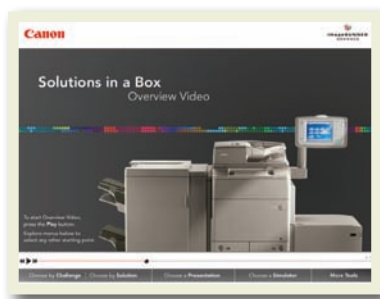 Canon
imageRUNNER
ADVANCE
Solutions in a Box
Overview Video
To start Overview Video,
press the Play button.
Explore menus below to
select any other starting point
Choose by Challenge
Choose by Solution
Choose a Presentation
Choose a Simulator
More Tools